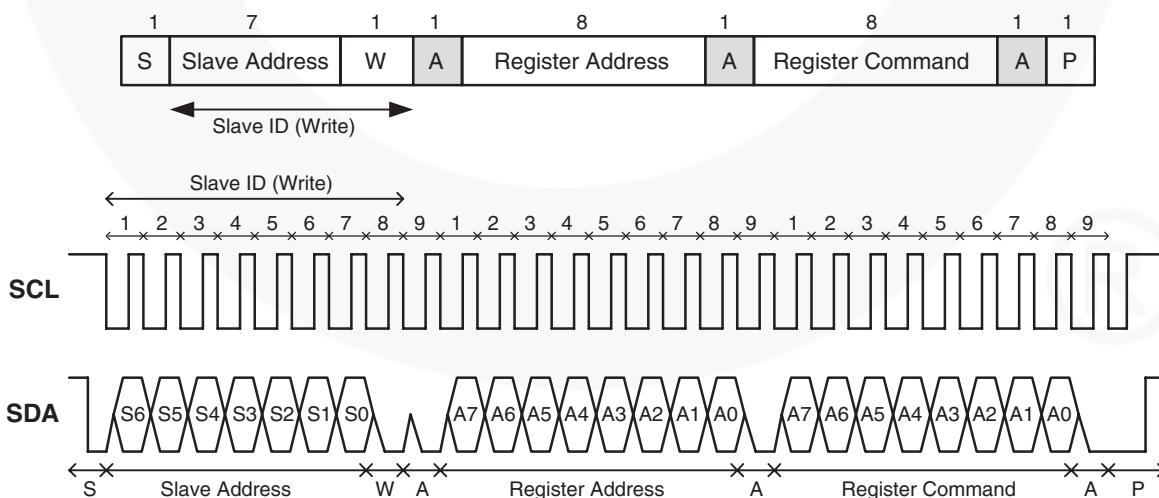 1 7 1 1 8 1 8 1 1
S Slave Address W A Register Address A Register Command A P
Slave ID (Write)
Slave ID (Write)
1 2 3 4 5 6 7 8 9 1 2 3 4 5 6 7 8 9 1 2 3 4 5 6 7 8 9
SCL
SDA S6 S5 S4 S3 S2 S1 S0 A7 A6 A5 A4 A3 A2 A1 A0 A7 A6 A5 A4 A3 A2 A1 A0
S Slave Address W A Register Address A Register Command A P
®